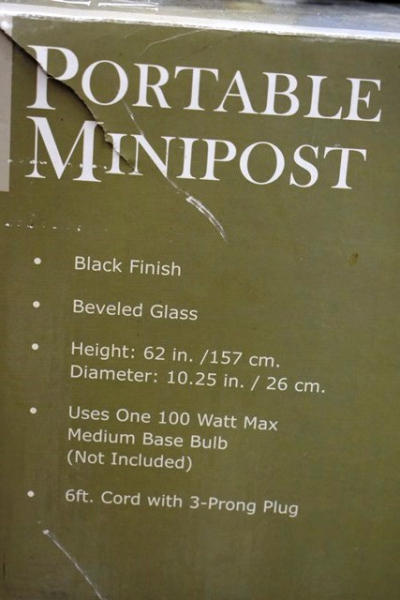 PORTABLE
MINIPOST
• Black Finish
• Beveled Glass
• Height: 62 in. /157 cm.
Diameter: 10.25 in. / 26 cm.
• Uses One 100 Watt Max
Medium Base Bulb
(Not Included)
• 6ft. Cord with 3-Prong Plug